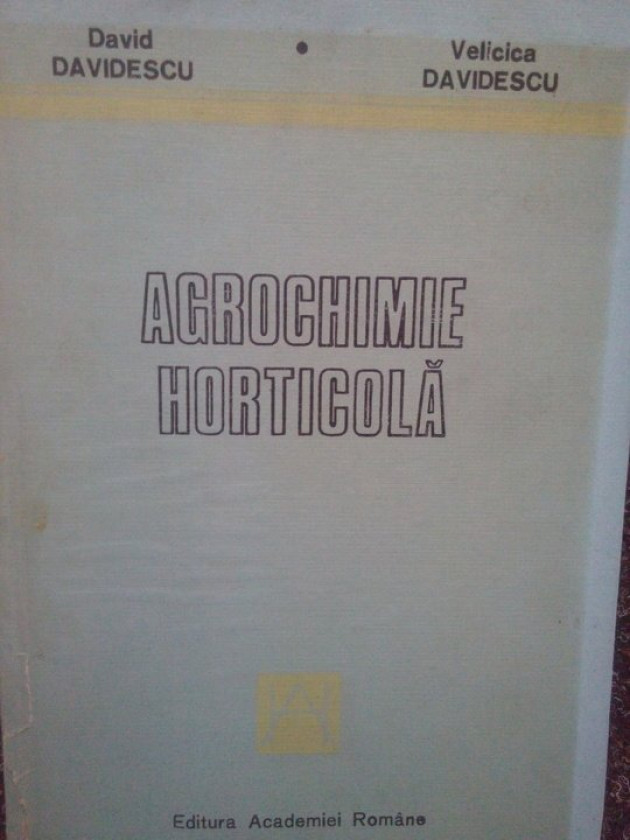 David DAVIDESCU • Velicica DAVIDESCU
AGROCHIMIE
HORTICOLĂ
Editura Academiei Române